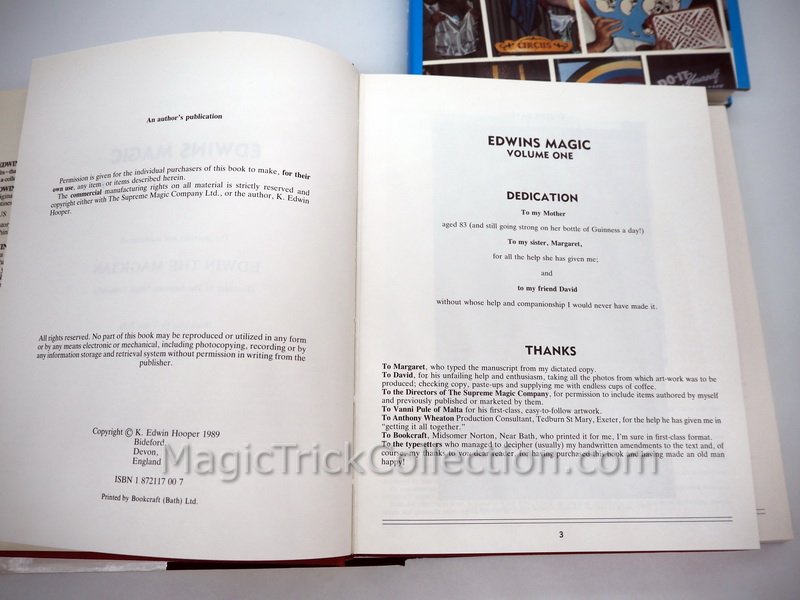 CIRCUS
DO-IT
An author's publication
Permission is given for the individual purchasers of this book to make, for their
own use, any item or items described herein.
The commercial manufacturing rights on all material is strictly reserved and
copyright either with The Supreme Magic Company Ltd., or the author, K. Edwin
Hooper.
All rights reserved. No part of this book may be reproduced or utilized in any form
or by any means electronic or mechanical, including photocopying, recording or by
any information storage and retrieval system without permission in writing from the
publisher.
Copyright © K. Edwin Hooper 1989
Bideford,
Devon,
England
ISBN 1 872117 00 7
Printed by Bookcraft (Bath) Ltd.
EDWINS MAGIC
VOLUME ONE
DEDICATION
To my Mother
aged 83 (and still going strong on her bottle of Guinness a day!)
To my sister, Margaret,
for all the help she has given me;
and
to my friend David
without whose help and companionship I would never have made it.
THANKS
To Margaret, who typed the manuscript from my dictated copy.
To David, for his unfailing help and enthusiasm, taking all the photos from which art-work was to be
produced; checking copy, paste-ups and supplying me with endless cups of coffee.
To the Directors of The Supreme Magic Company, for permission to include items authored by myself
and previously published or marketed by them.
To Vanni Pule of Malta for his first-class, easy-to-follow artwork.
To Anthony Wheaton Production Consultant, Tedburn St Mary, Exeter, for the help he has given me in
"getting it all together."
To Bookcraft, Midsomer Norton, Near Bath, who printed it for me, I'm sure in first-class format.
To the type-setters who managed to decipher (usually) my handwritten amendments to the text and, of
course, my thanks to you dear reader, for having purchased this book and having made an old man
happy!
3
MagicTrickCollection.com